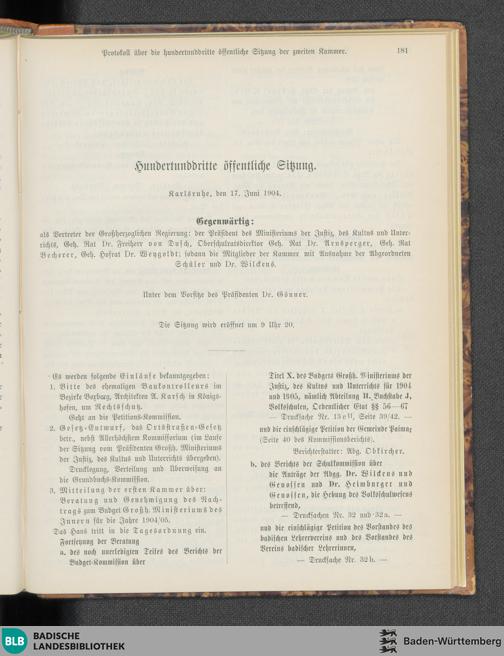 Protokoll über die hundertunddritte öffentliche Sitzung der zweiten Kammer. 181
Hundertunddritte öffentliche Sitzung.
Karlsruhe, den 17. Juni 1904.
Gegenwärtig:
als Vertreter der Großherzoglichen Regierung: der Präsident des Ministeriums der Justiz, des Kultus und Unter-
richts, Geh. Rat Dr. Freiherr von Dusch, Oberschulratsdirektor Geh. Rat Dr. Arnsperger, Geh. Rat
Becherer, Geh. Hofrat Dr. Weygoldt; sodann die Mitglieder der Kammer mit Ausnahme der Abgeordneten
Schüler und Dr. Wilckens.
Unter dem Vorsitze des Präsidenten Dr. Gönner.
Die Sitzung wird eröffnet um 9 Uhr 20.
Es werden folgende Einläufe bekanntgegeben:
1. Bitte des ehemaligen Baukontrolleurs im
Bezirke Boxberg, Architekten A. Karsch in Königs-
hofen, um Rechtsschutz.
Geht an die Petitions-Kommission.
2. Gesetz-Entwurf, das Ortsstraßen-Gesetz
betr., nebst Allerhöchstem Kommissorium (im Laufe
der Sitzung vom Präsidenten Großh. Ministeriums
der Justiz, des Kultus und Unterrichts übergeben).
Drucklegung, Verteilung und Überweisung an
die Grundbuchs-Kommission.
3. Mitteilung der ersten Kammer über:
Beratung und Genehmigung des Nach-
trags zum Budget Großh. Ministeriums des
Innern für die Jahre 1904/05.
Das Haus tritt in die Tagesordnung ein.
Fortsetzung der Beratung
a. des noch unerledigten Teiles des Berichts der
Budget-Kommission über
Titel X. des Budgets Großh. Ministeriums der
Justiz, des Kultus und Unterrichts für 1904
und 1905, nämlich Abteilung II, Buchstabe J,
Volksschulen, Ordentlicher Etat §§ 56—67
— Drucksache Nr. 13 c II, Seite 39/42. —
und die einschlägige Petition der Gemeinde
(Seite 40 des Kommissionsberichts).
Berichterstatter: Abg. Obkircher.
b. des Berichts der Schulkommission über
die Anträge der Abgg. Dr. Wilckens und
Genossen und Dr. Heimburger und
Genossen, die Hebung des Volksschulwesens
betreffend,
— Drucksachen Nr. 32 und 32a. —
und die einschlägige Petition des Vorstandes des
badischen Lehrervereins und des Vorstandes des
Vereins badischer Lehrerinnen,
— Drucksache Nr. 32 b. —
BLB BADISCHE
LANDESBIBLIOTHEK
Baden-Württemberg